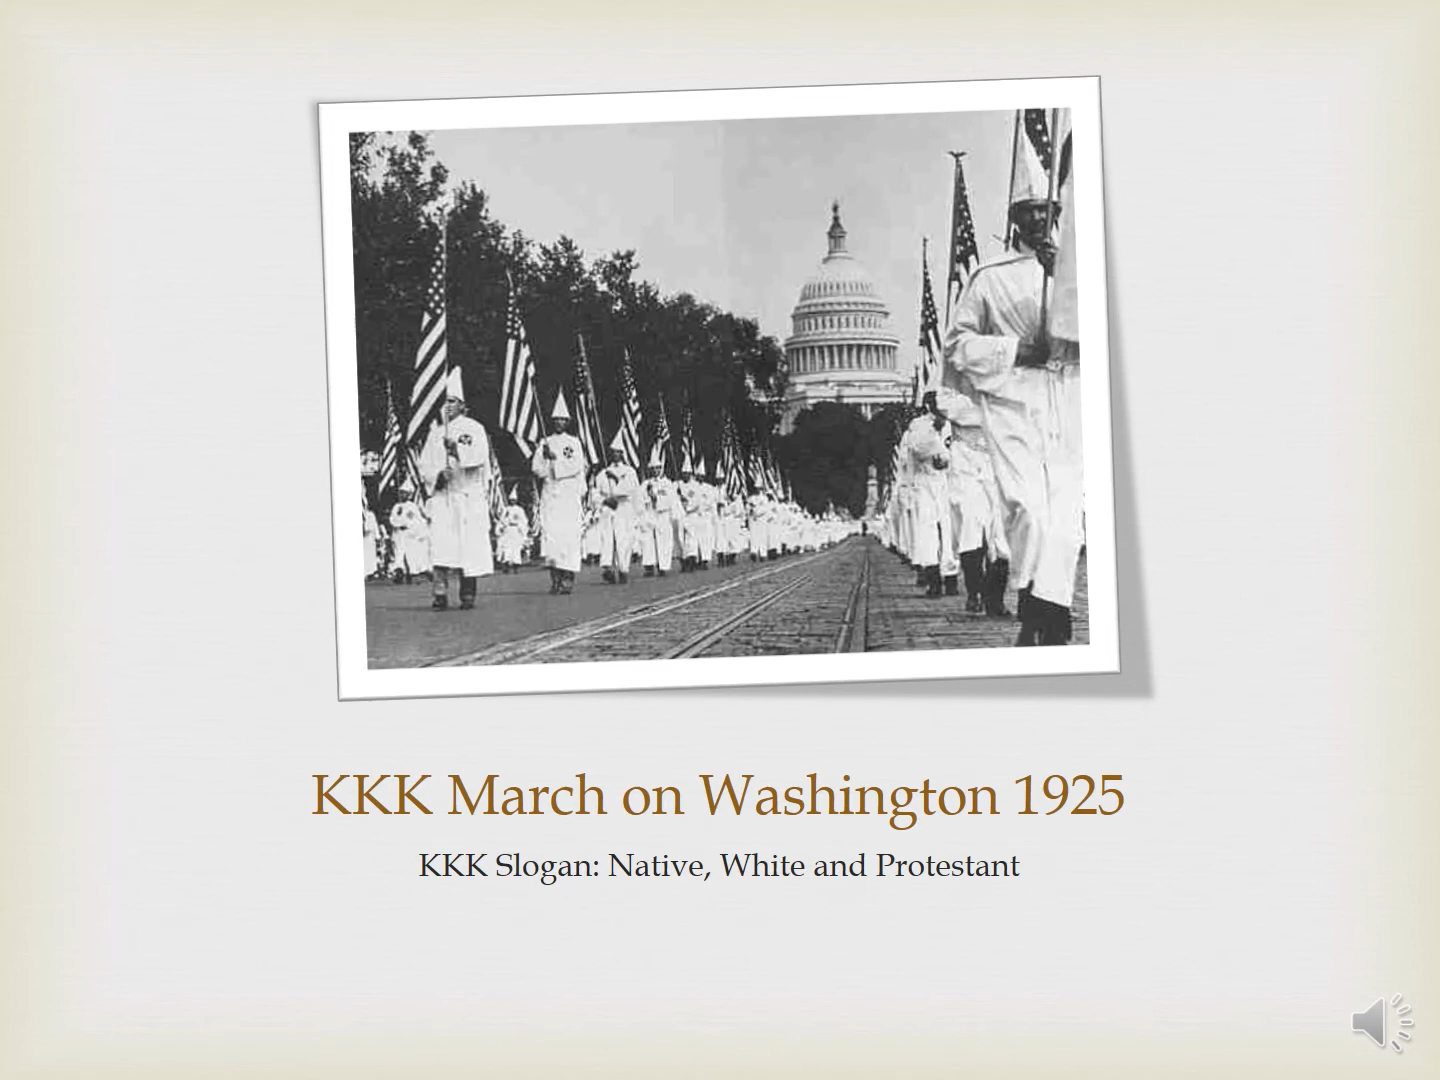 KKK March on Washington 1925
KKK Slogan: Native, White and Protestant